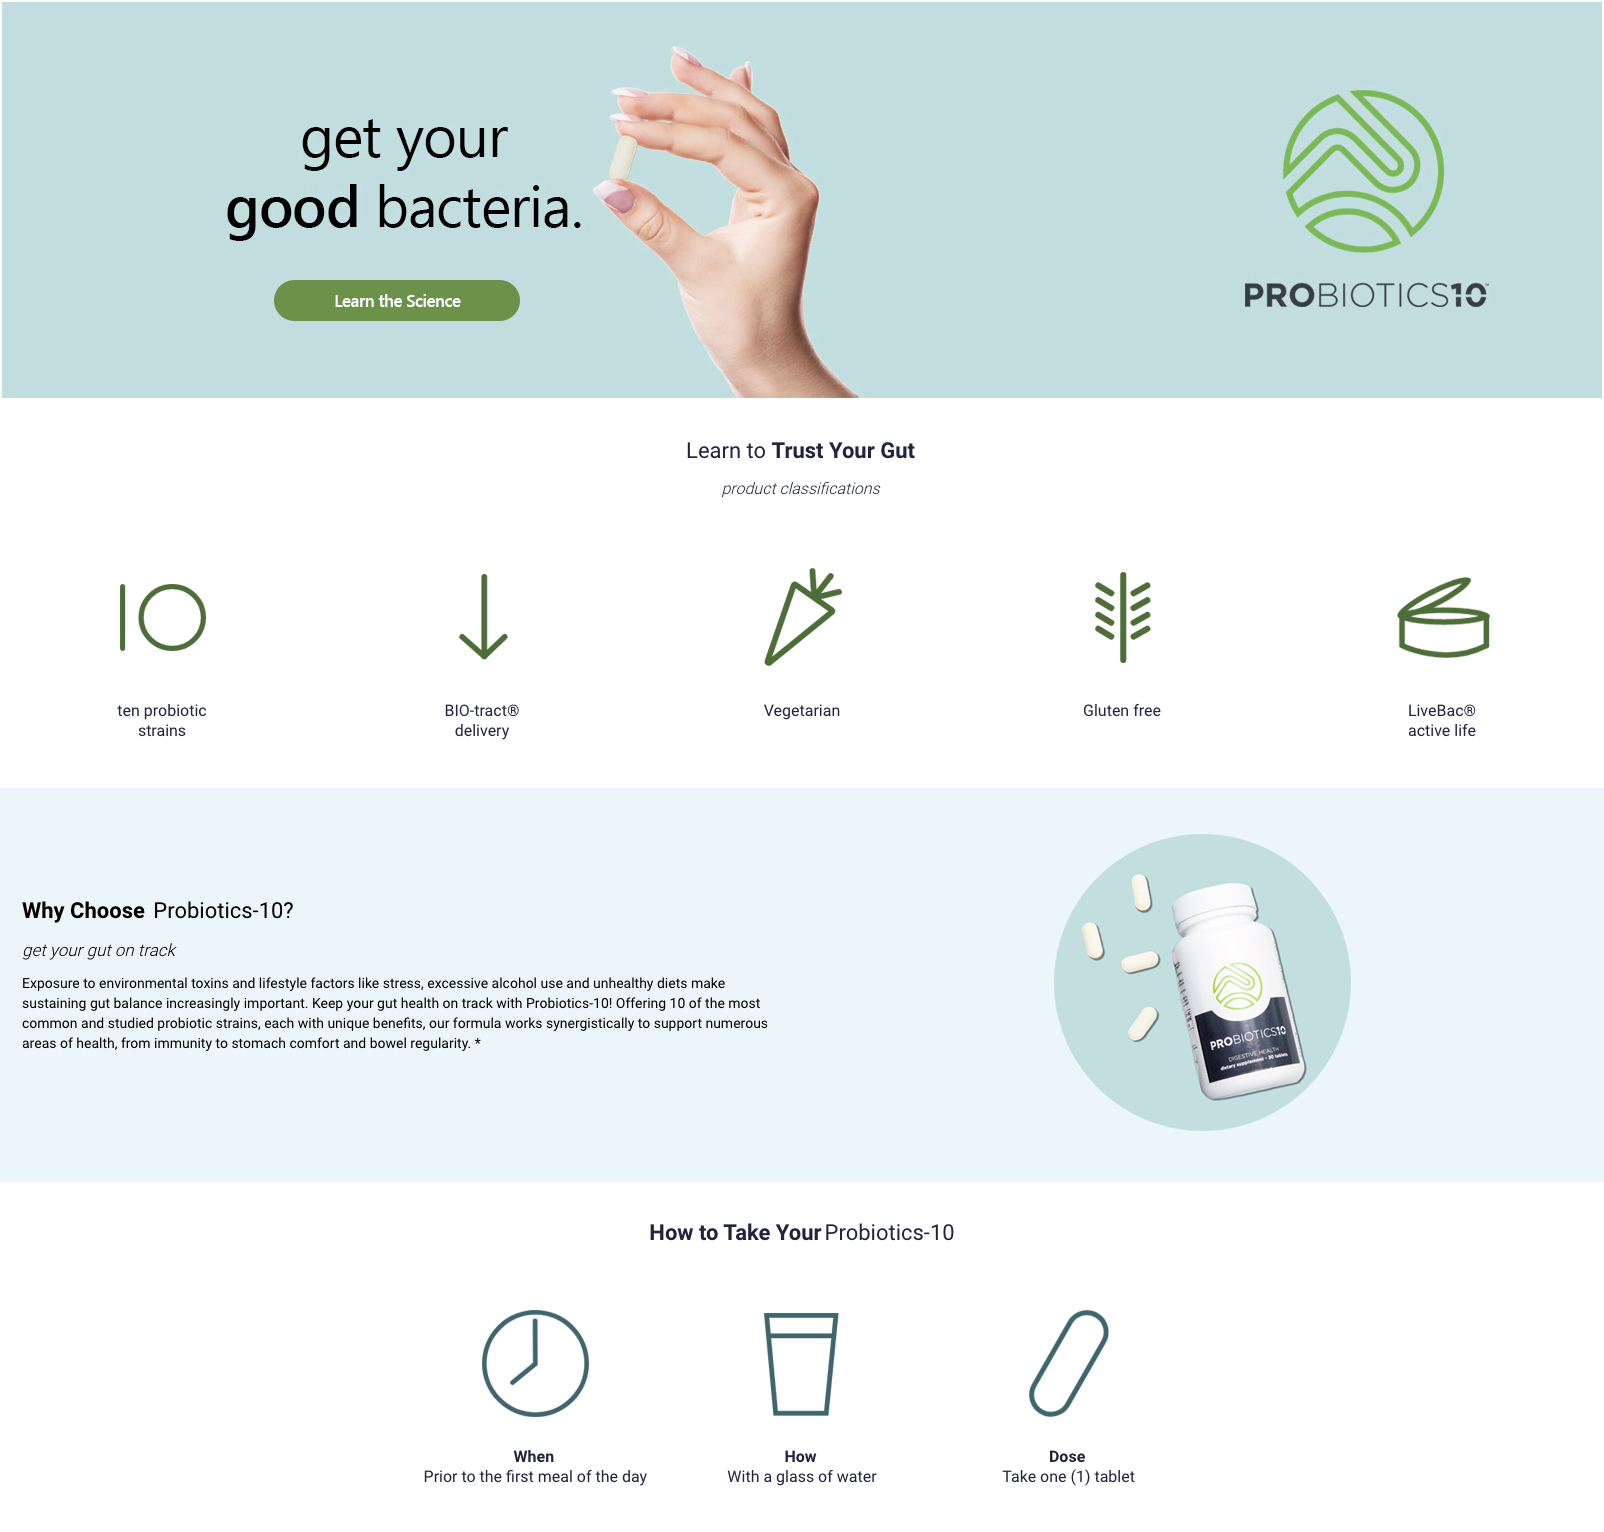 get your
good bacteria.
Learn the Science
PROBIOTICS10™
Learn to Trust Your Gut
product classifications
ten probiotic
strains
BIO-tract®
delivery
Vegetarian
Gluten free
LiveBac®
active life
Why Choose Probiotics-10?
get your gut on track
Exposure to environmental toxins and lifestyle factors like stress, excessive alcohol use and unhealthy diets make
sustaining gut balance increasingly important. Keep your gut health on track with Probiotics-10! Offering 10 of the most
common and studied probiotic strains, each with unique benefits, our formula works synergistically to support numerous
areas of health, from immunity to stomach comfort and bowel regularity. *
PROBIOTICS10
DIGESTIVE HEALTH
dietary supplement • 30 tablets
How to Take Your Probiotics-10
When
Prior to the first meal of the day
How
With a glass of water
Dose
Take one (1) tablet